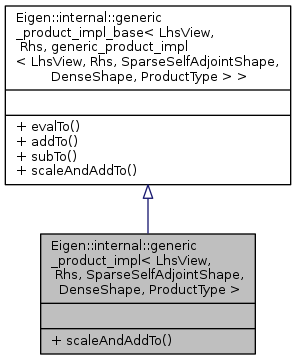 Eigen::internal::generic
_product_impl_base< LhsView,
Rhs, generic_product_impl
< LhsView, Rhs, SparseSelfAdjointShape,
DenseShape, ProductType > >
+ evalTo()
+ addTo()
+ subTo()
+ scaleAndAddTo()
Eigen::internal::generic
_product_impl< LhsView,
Rhs, SparseSelfAdjointShape,
DenseShape, ProductType >
+ scaleAndAddTo()